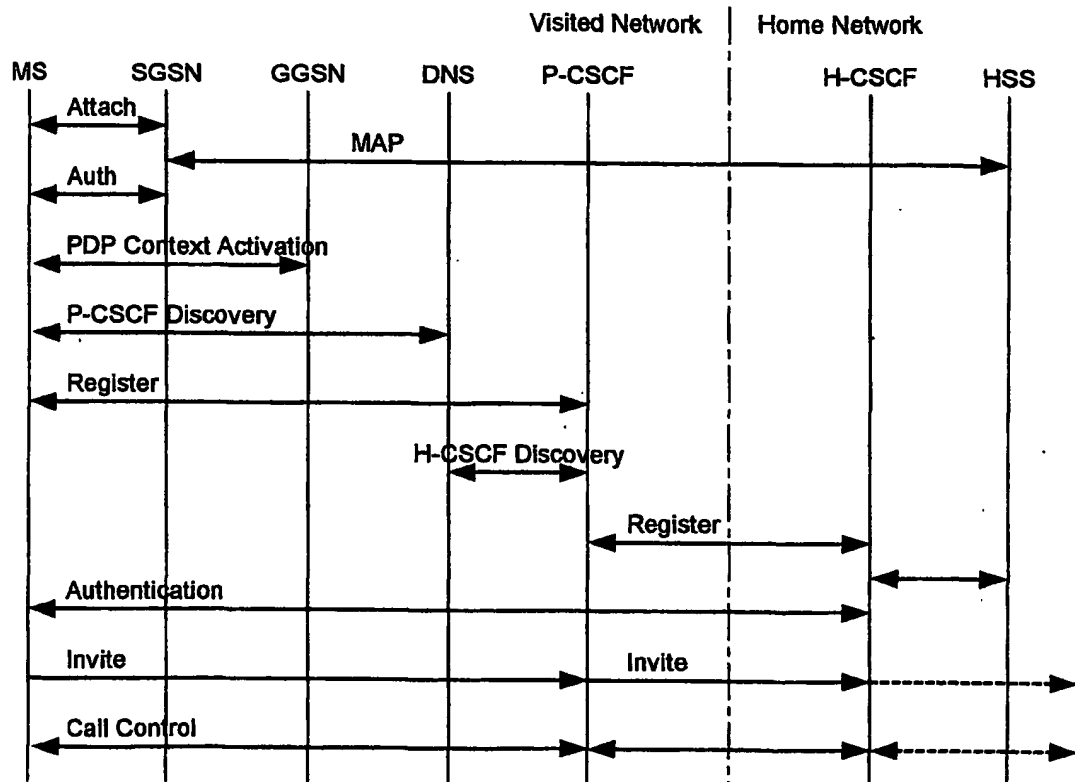 Visited Network Home Network
MS SGSN GGSN DNS P-CSCF H-CSCF HSS
Attach
MAP
Auth
PDP Context Activation
P-CSCF Discovery
Register
H-CSCF Discovery
Register
Authentication
Invite Invite
Call Control